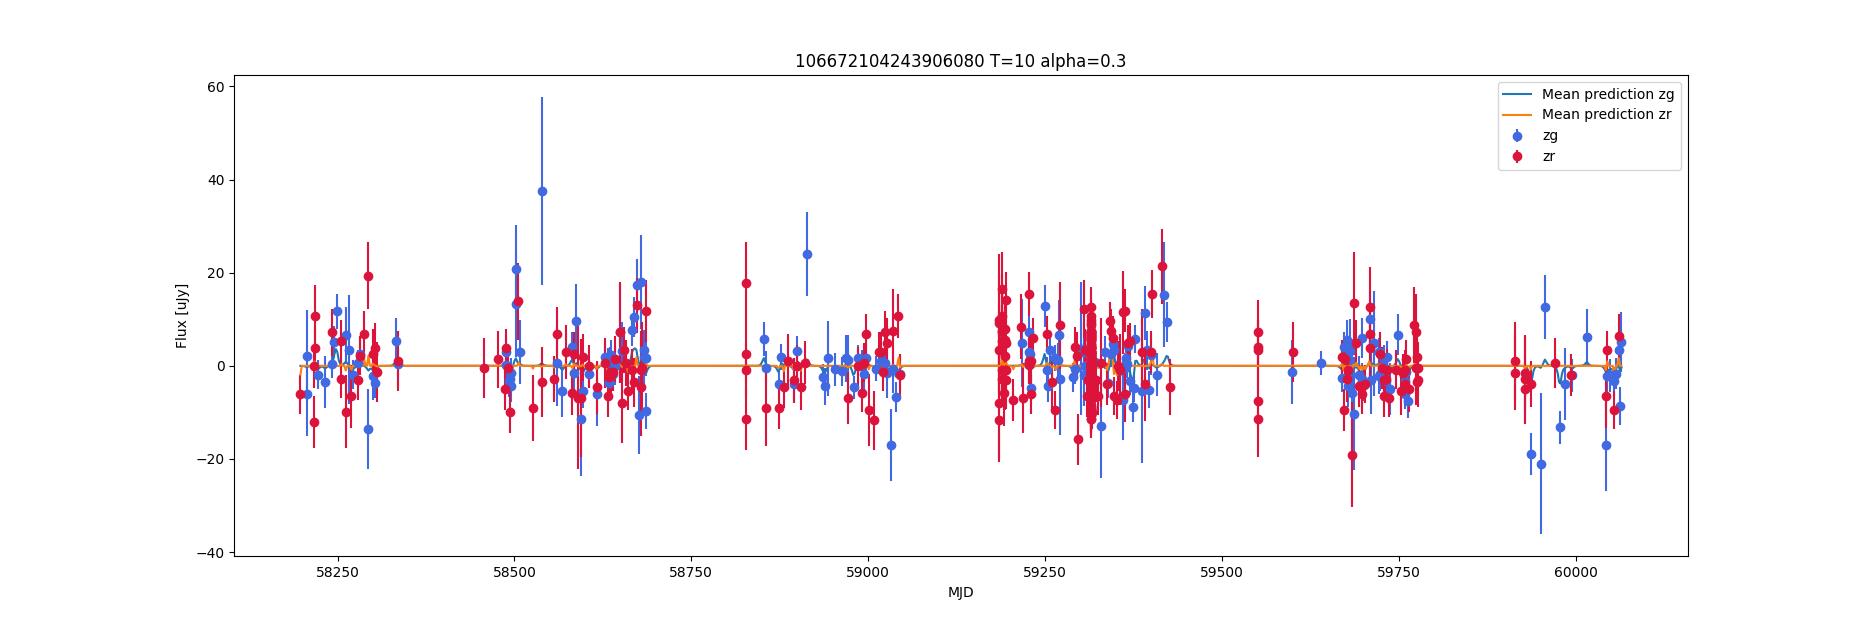 106672104243906080 T=10 alpha=0.3
Mean prediction zg
Mean prediction zr
zg
zr
Flux [uJy]
60
40
20
0
−20
−40
58250 58500 58750 59000 59250 59500 59750 60000
MJD